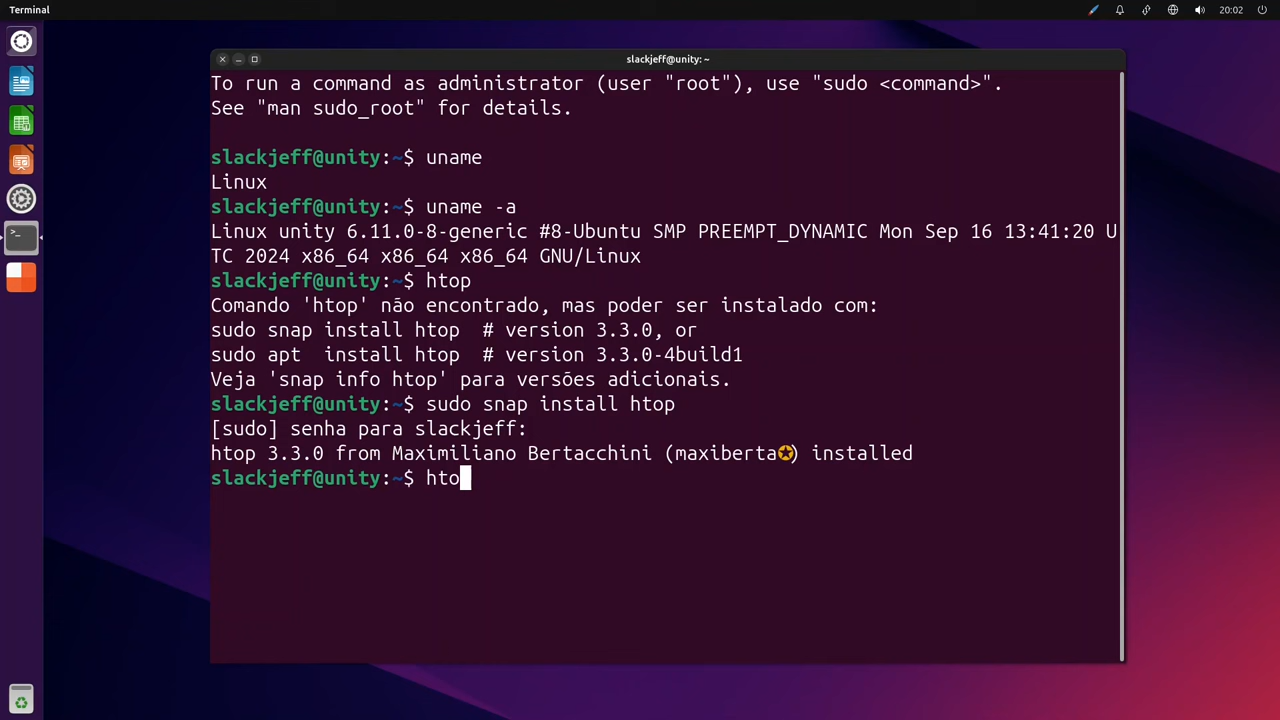 Terminal
20:02
slackjeff@unity: ~
To run a command as administrator (user "root"), use "sudo <command>".
See "man sudo_root" for details.
slackjeff@unity:~$ uname
Linux
slackjeff@unity:~$ uname -a
Linux unity 6.11.0-8-generic #8-Ubuntu SMP PREEMPT_DYNAMIC Mon Sep 16 13:41:20 U
TC 2024 x86_64 x86_64 x86_64 GNU/Linux
slackjeff@unity:~$ htop
Comando 'htop' não encontrado, mas poder ser instalado com:
sudo snap install htop  # version 3.3.0, or
sudo apt  install htop  # version 3.3.0-4build1
Veja 'snap info htop' para versões adicionais.
slackjeff@unity:~$ sudo snap install htop
[sudo] senha para slackjeff:
htop 3.3.0 from Maximiliano Bertacchini (maxiberta✪) installed
slackjeff@unity:~$ hto